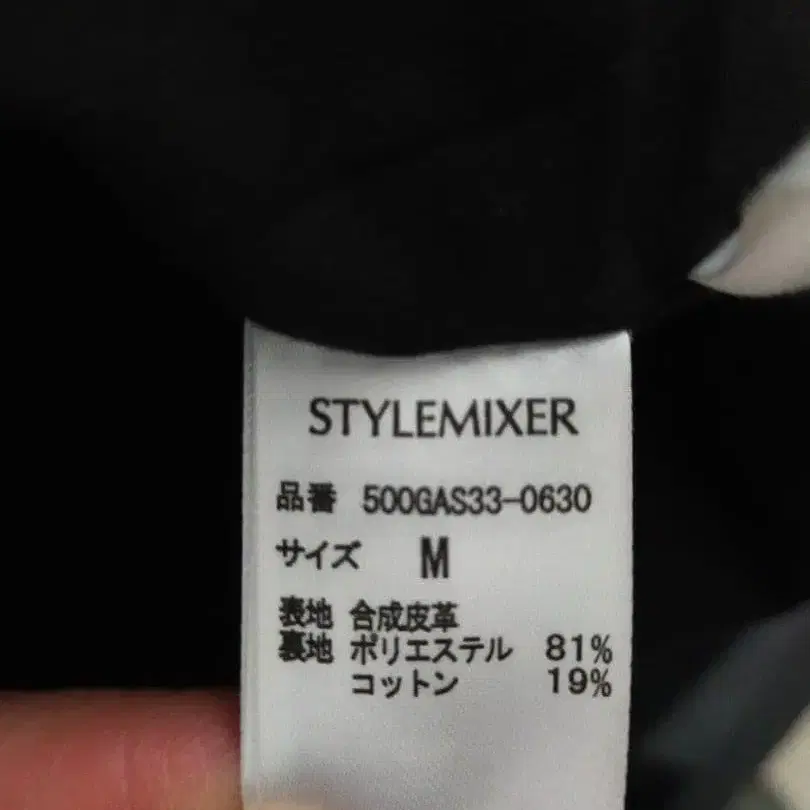 STYLEMIXER
品番 500GAS33-0630
サイズ M
表地 合成皮革
裏地 ポリエステル 81%
コットン 19%